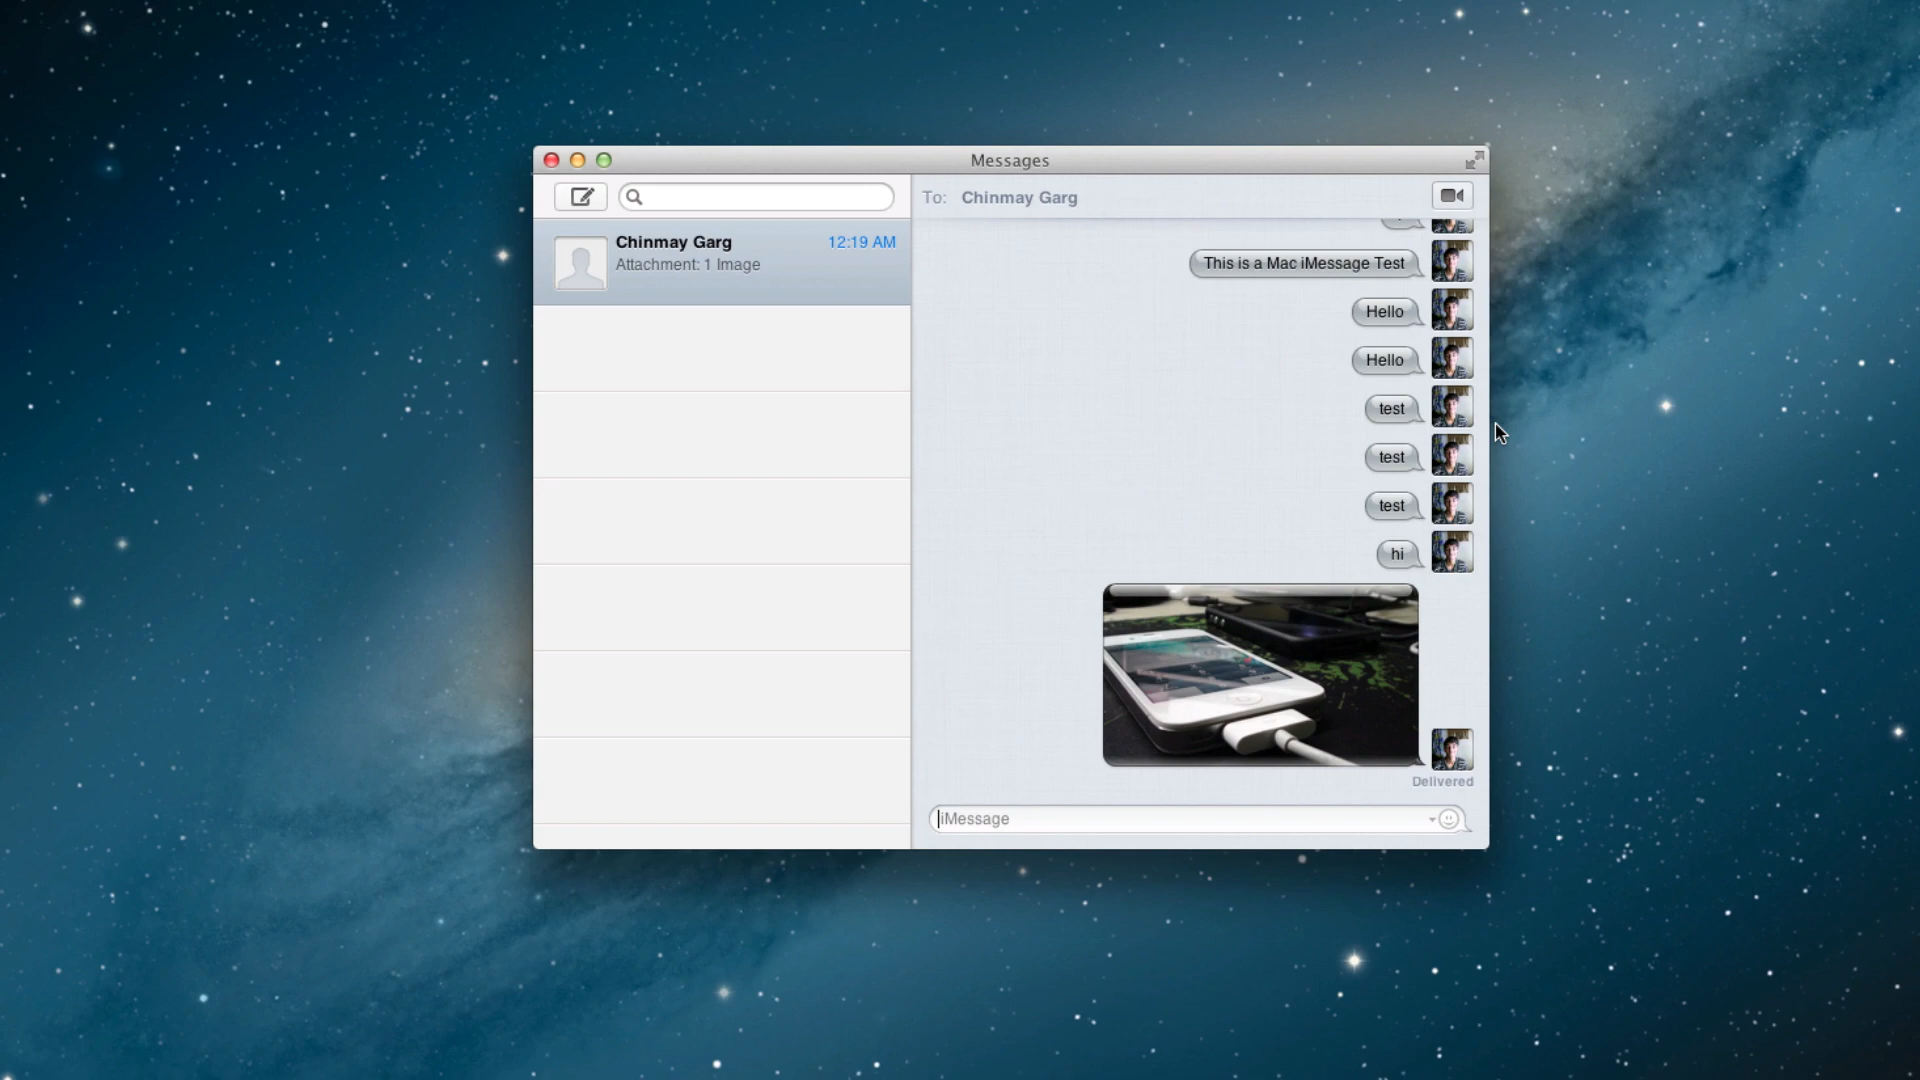 Messages
To: Chinmay Garg
Chinmay Garg 12:19 AM
Attachment: 1 Image
This is a Mac iMessage Test
Hello
Hello
test
test
test
hi
Delivered
iMessage